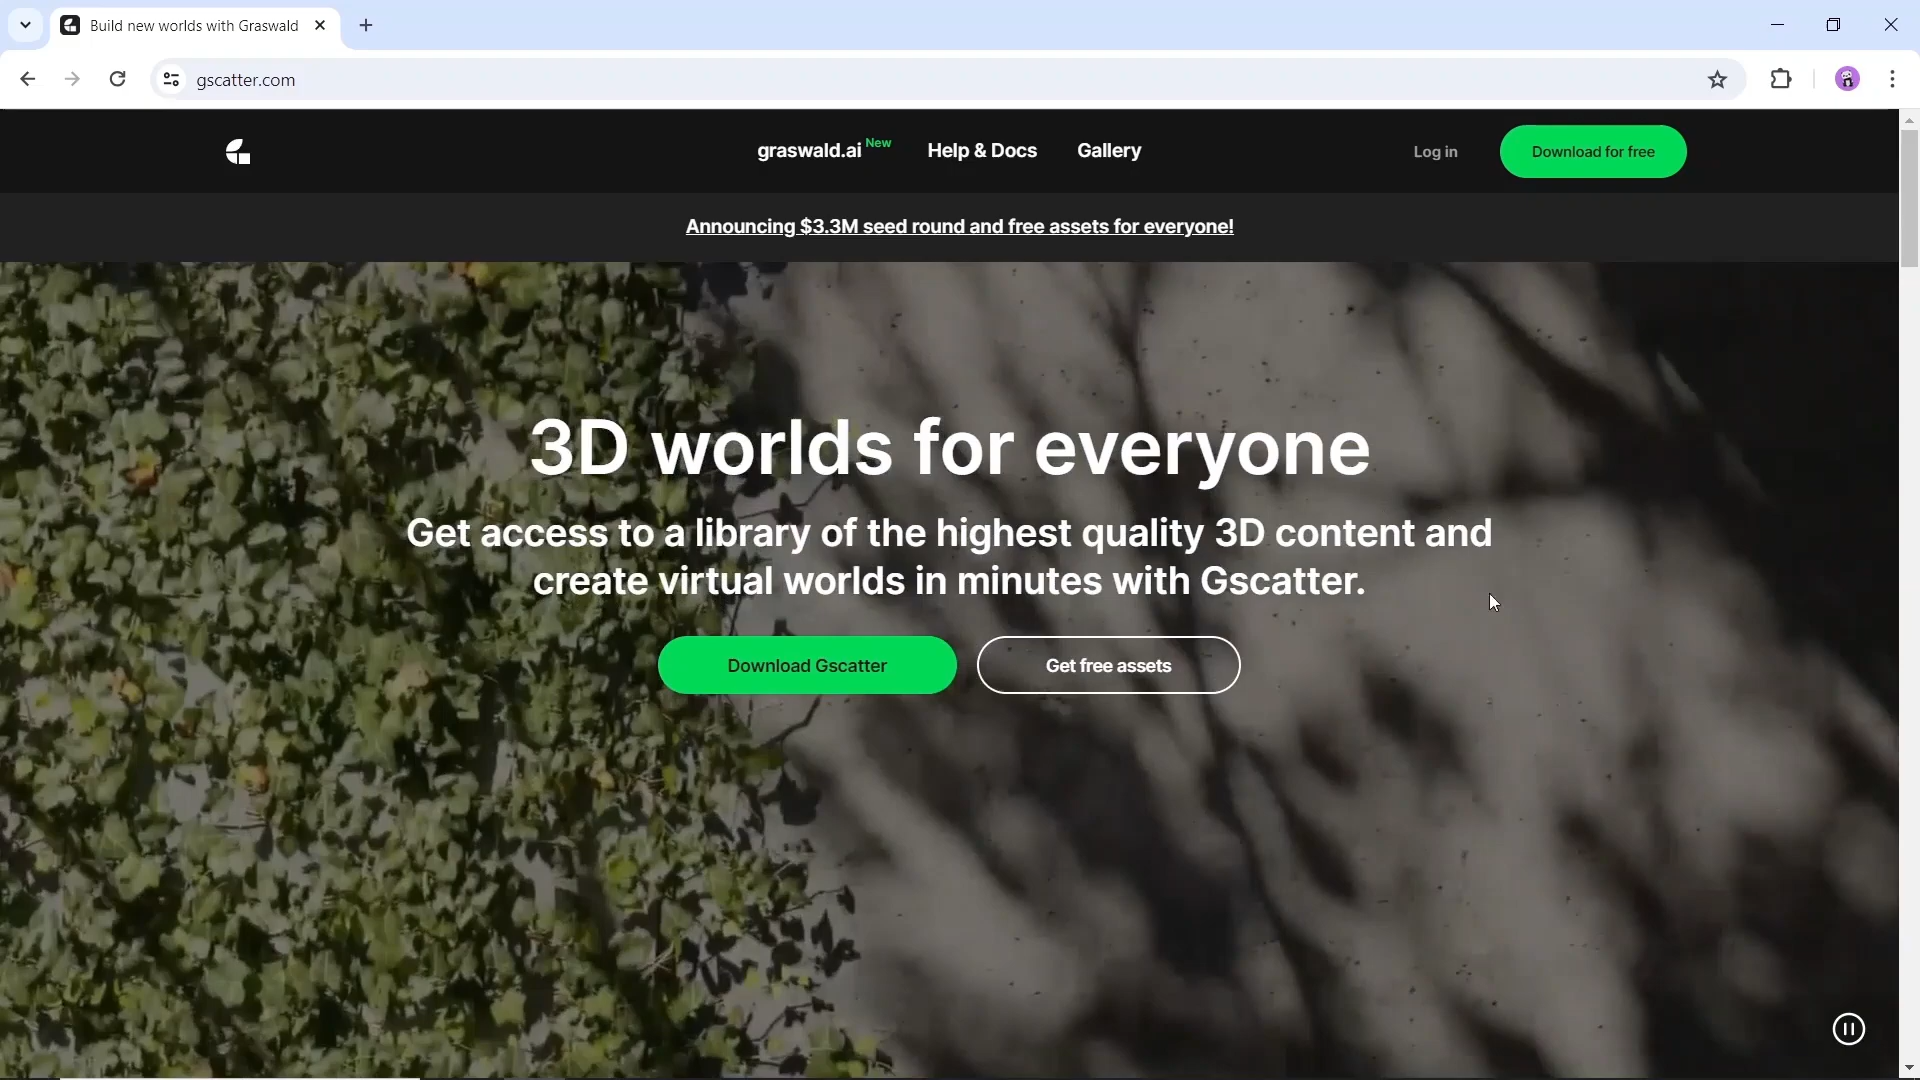 Build new worlds with Graswald
gscatter.com
graswald.ai New
Help & Docs
Gallery
Log in
Download for free
Announcing $3.3M seed round and free assets for everyone!
3D worlds for everyone
Get access to a library of the highest quality 3D content and
create virtual worlds in minutes with Gscatter.
Download Gscatter
Get free assets